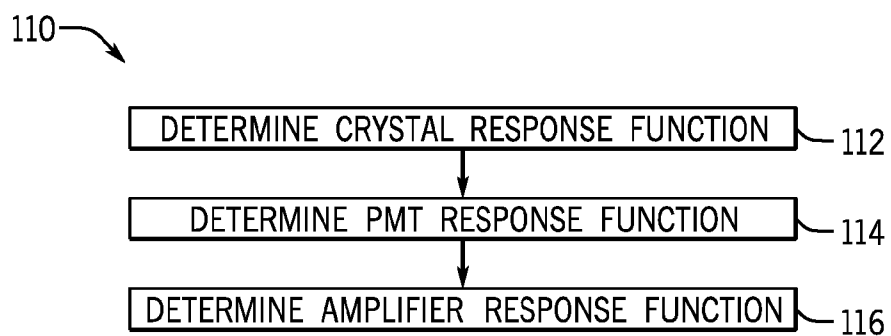 110
DETERMINE CRYSTAL RESPONSE FUNCTION
112
DETERMINE PMT RESPONSE FUNCTION
114
DETERMINE AMPLIFIER RESPONSE FUNCTION
116